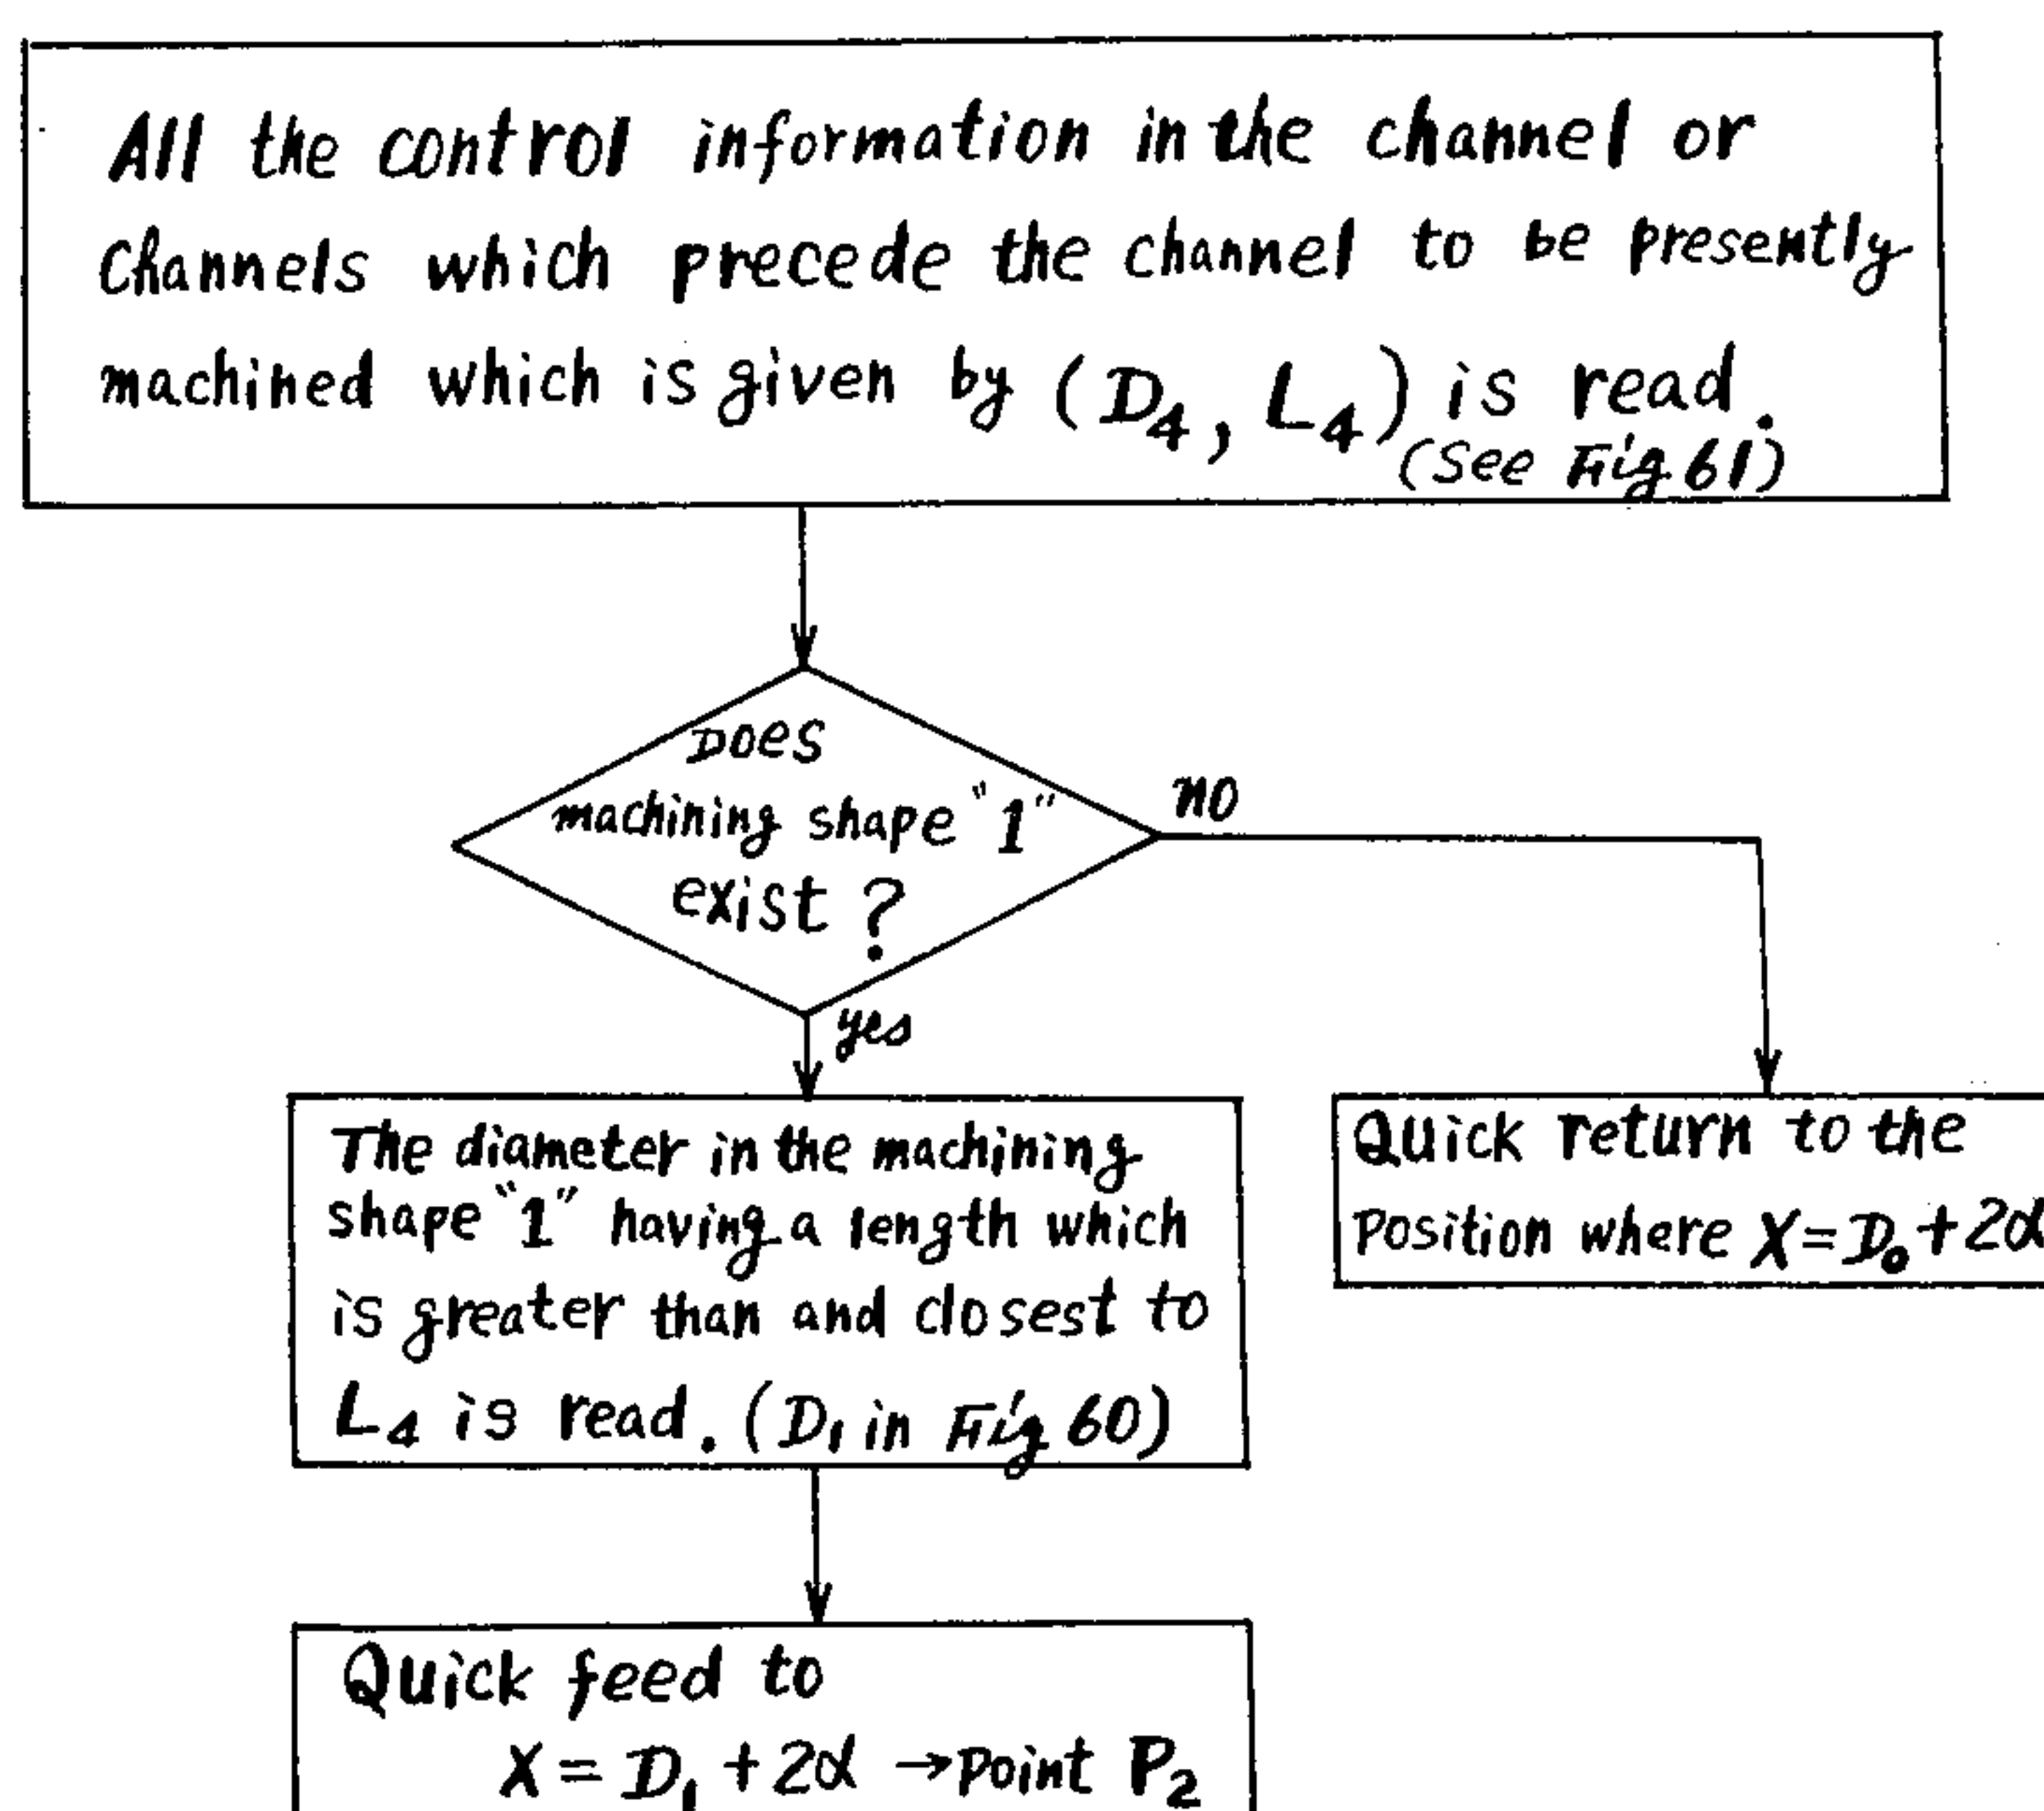 All the control information in the channel or
Channels which precede the channel to be presently
machined which is given by (D₄, L₄) is read.
(See Fig 61)
Does
machining shape "1"
exist?
no
yes
The diameter in the machining
shape "1" having a length which
is greater than and closest to
L₄ is read. (D₁ in Fig 60)
Quick return to the
Position where X=D₀+2α
Quick feed to
X = D₁ + 2α → Point P₂